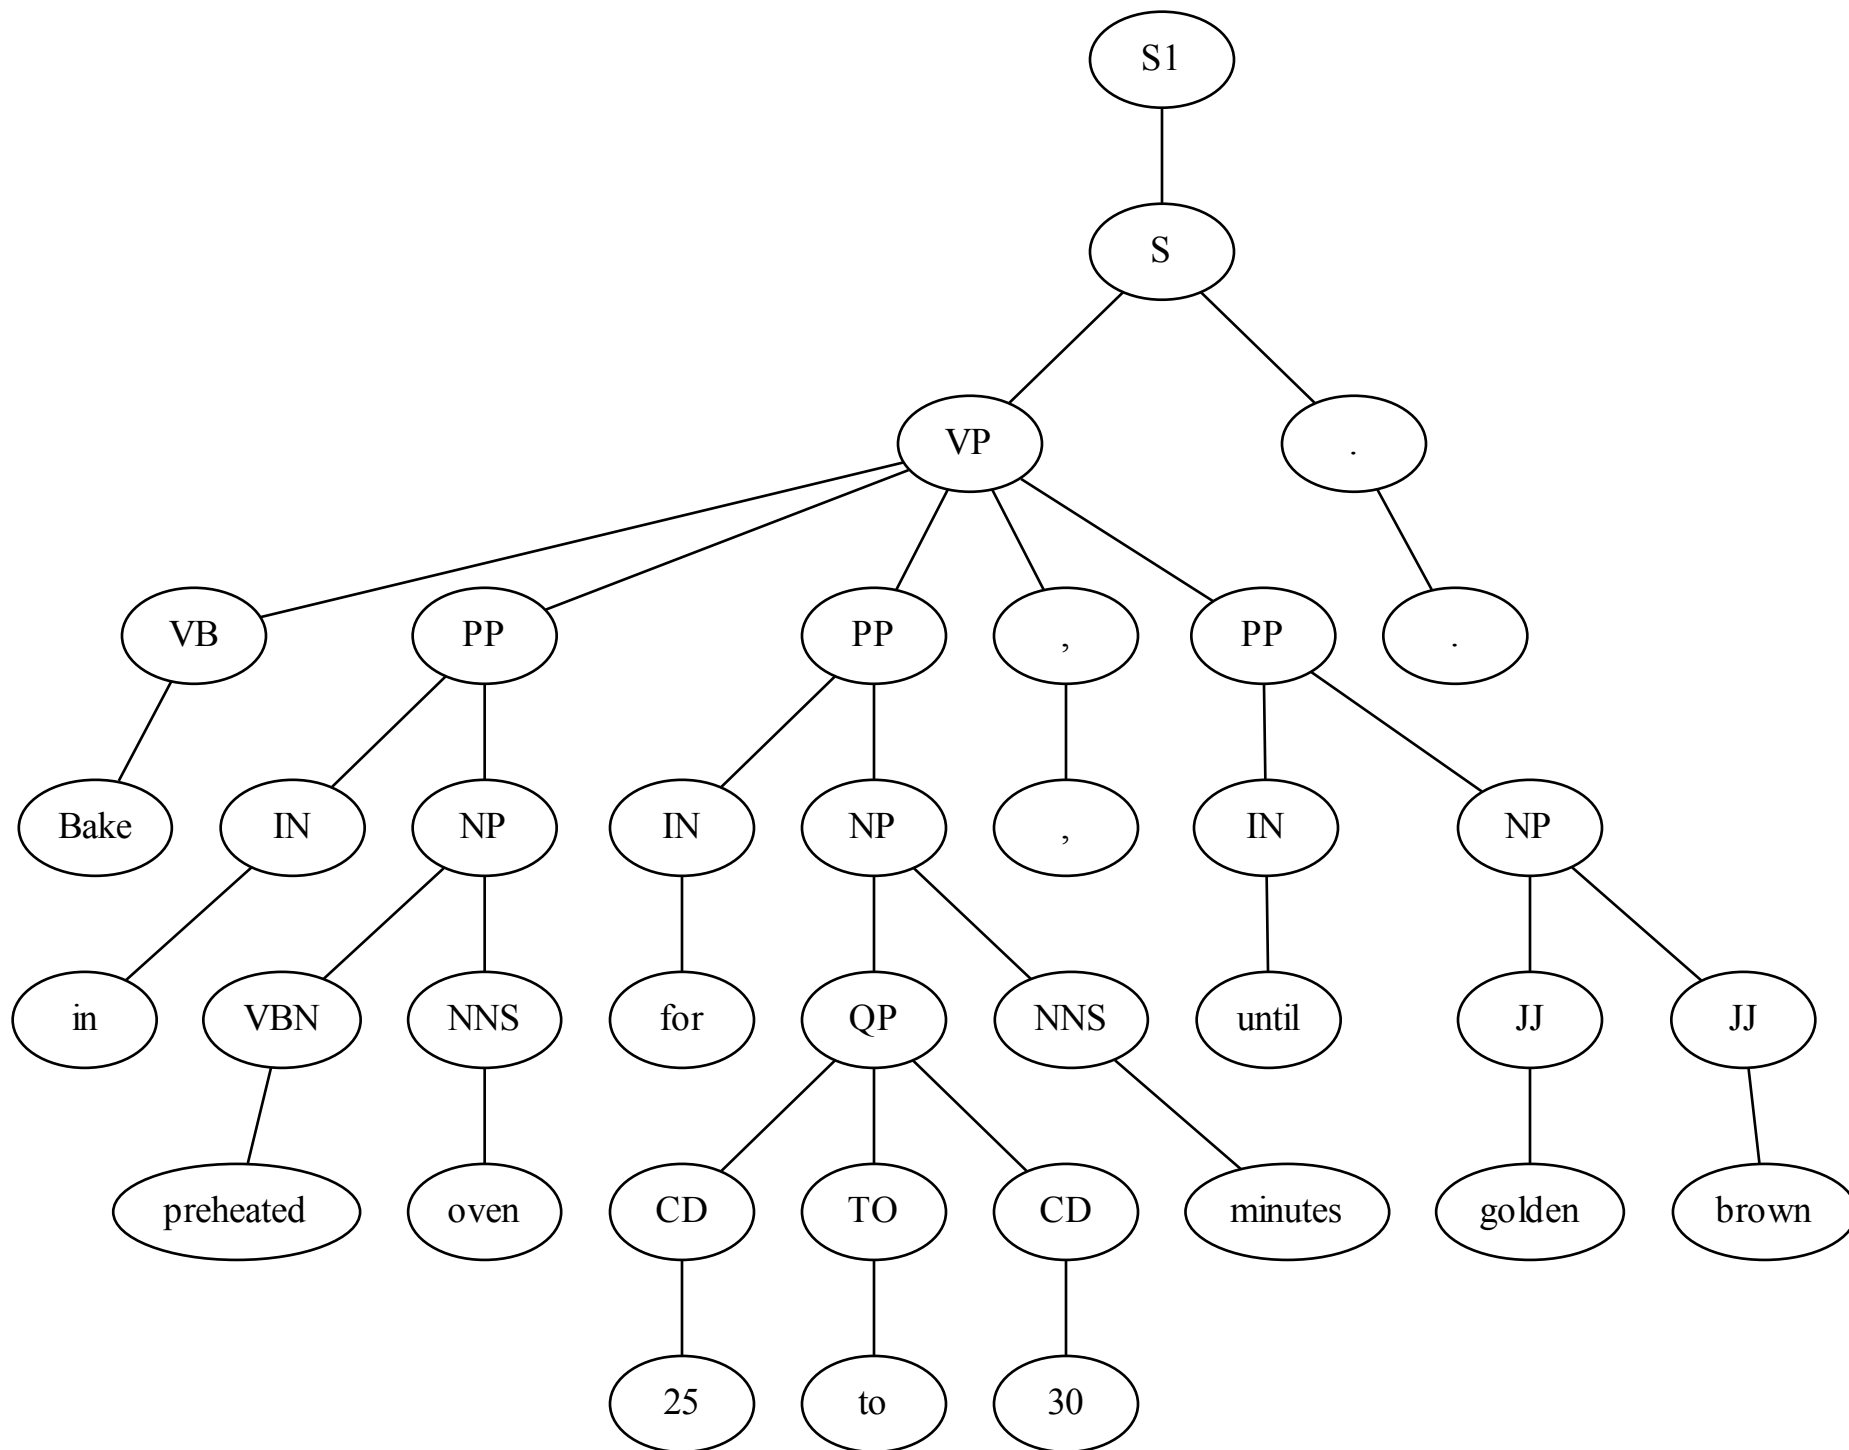 S1
S
VP .
VB PP PP , PP .
Bake IN NP IN NP , IN NP
in VBN NNS for QP NNS until JJ JJ
preheated oven CD TO CD minutes golden brown
25 to 30